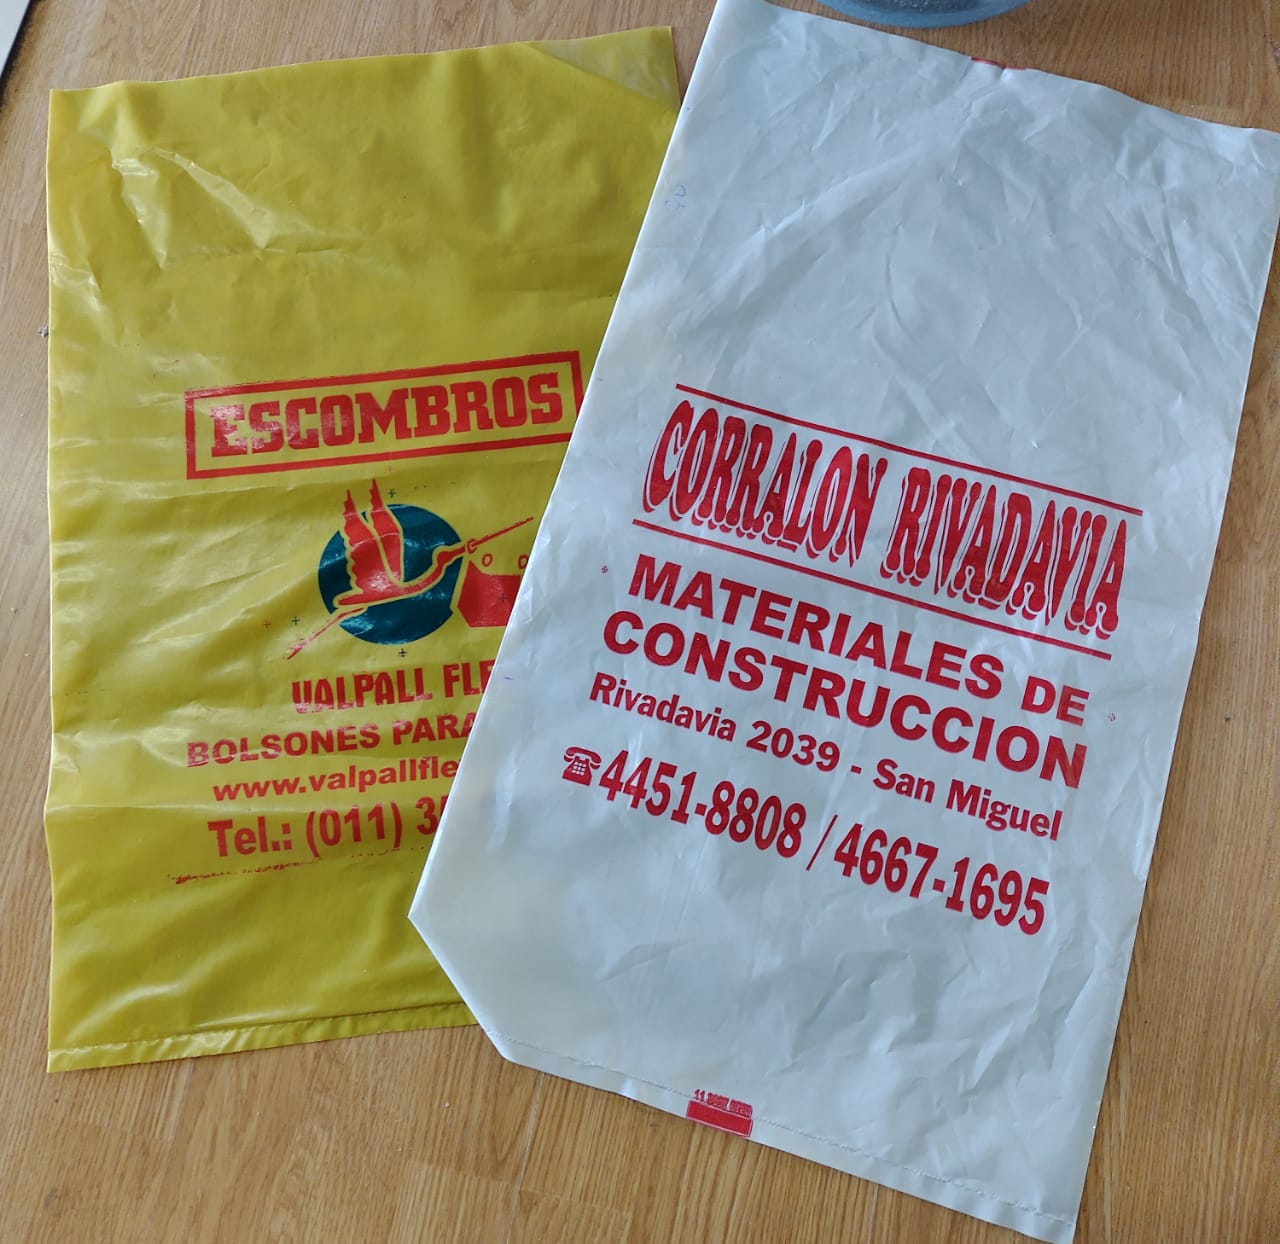 ESCOMBROS
VALPALL FLE
BOLSONES PARA
www.valpallfle
Tel.: (011) 3
CORRALON RIVADAVIA
MATERIALES DE
CONSTRUCCION
Rivadavia 2039 - San Miguel
☎4451-8808 / 4667-1695